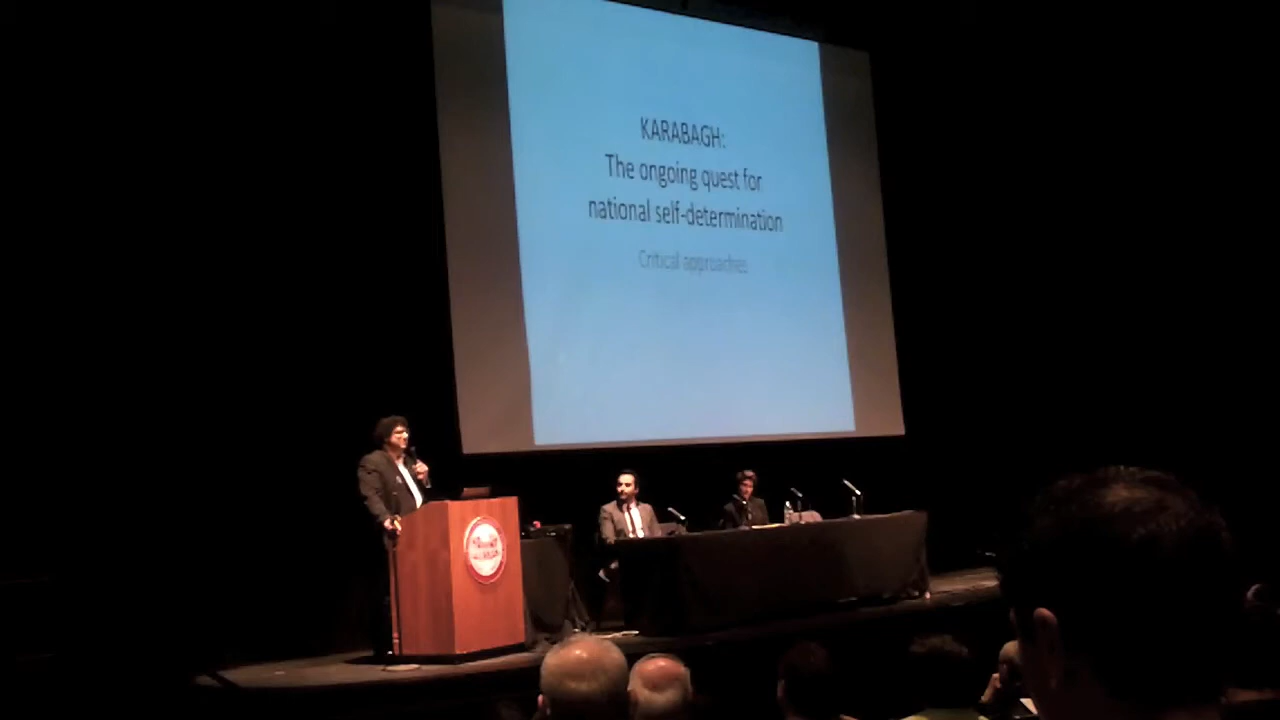 KARABAGH:
The ongoing quest for
national self-determination
Critical approaches